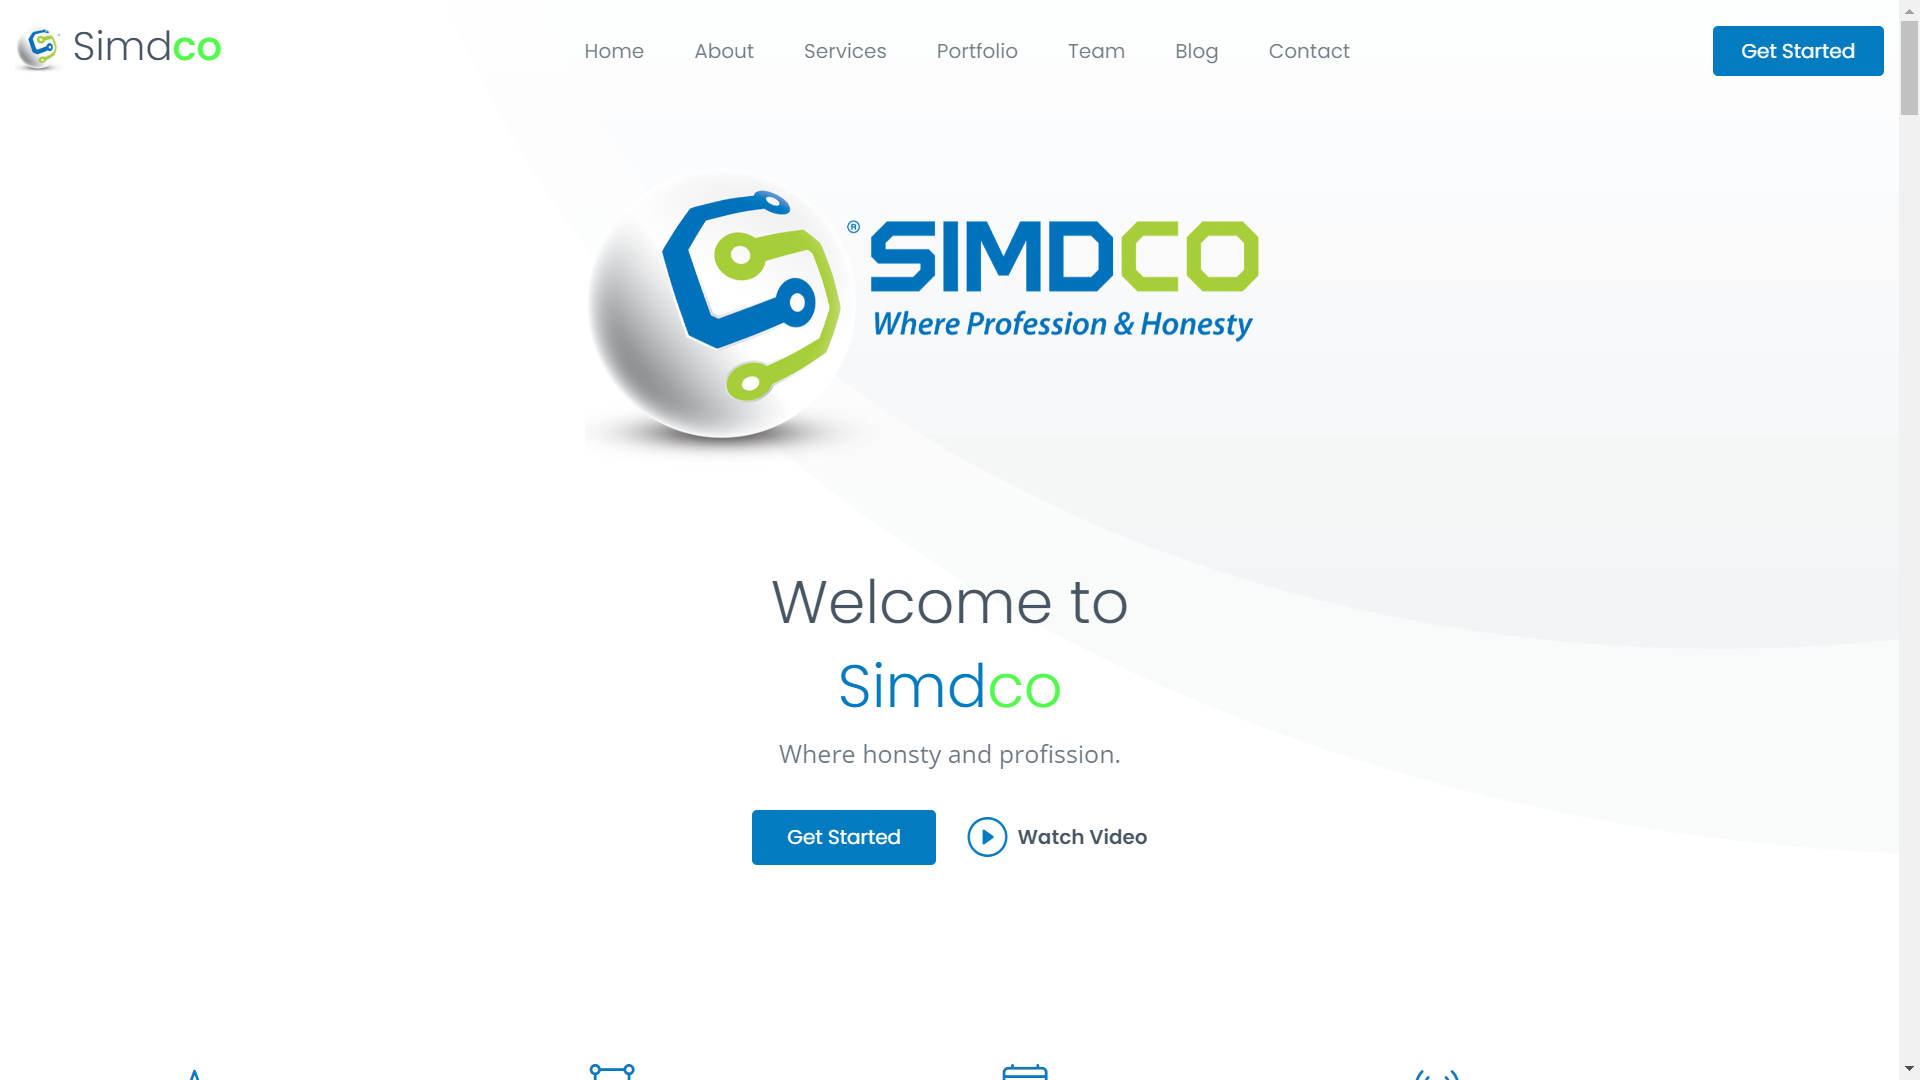 Simdco
Home About Services Portfolio Team Blog Contact
Get Started
® SIMDCO
Where Profession & Honesty
Welcome to
Simdco
Where honsty and profission.
Get Started
Watch Video